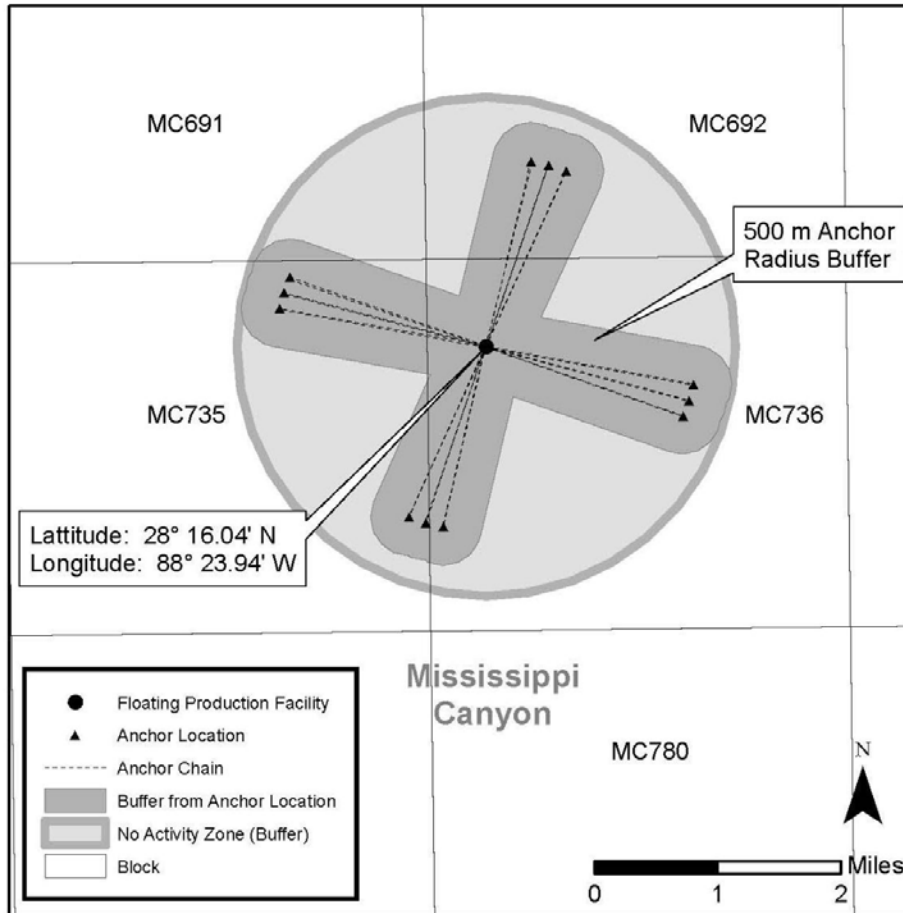 MC691
MC692
500 m Anchor
Radius Buffer
MC735
MC736
Lattitude: 28° 16.04' N
Longitude: 88° 23.94' W
Mississippi
Canyon
MC780
Floating Production Facility
Anchor Location
Anchor Chain
Buffer from Anchor Location
No Activity Zone (Buffer)
Block
N
Miles
0 1 2